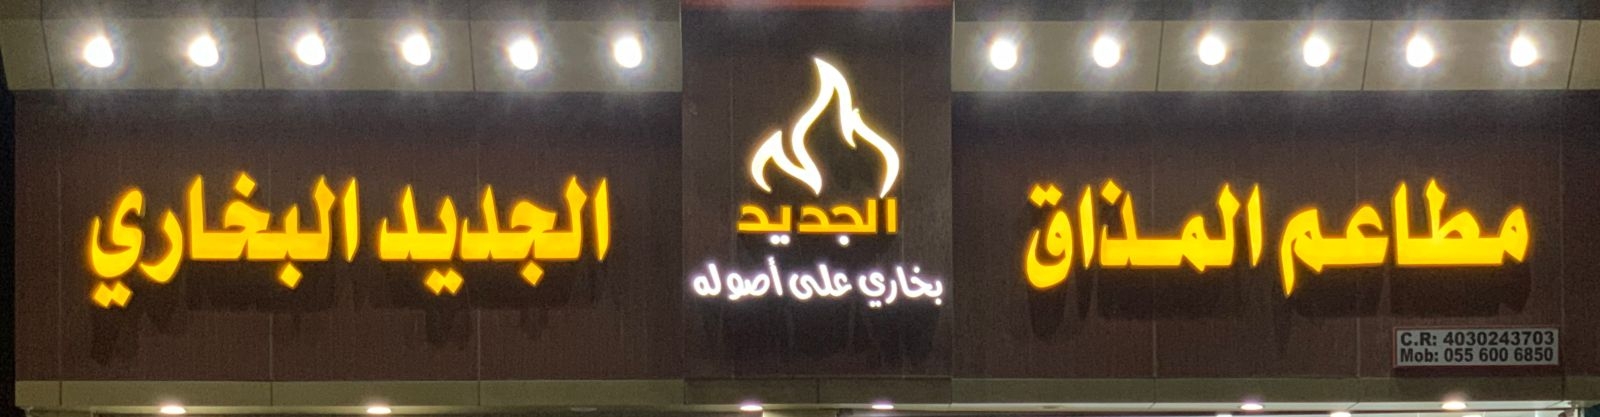 مطاعم المذاق
الجديد
بخاري على أصوله
الجديد البخاري
C.R: 4030243703
Mob: 055 600 6850